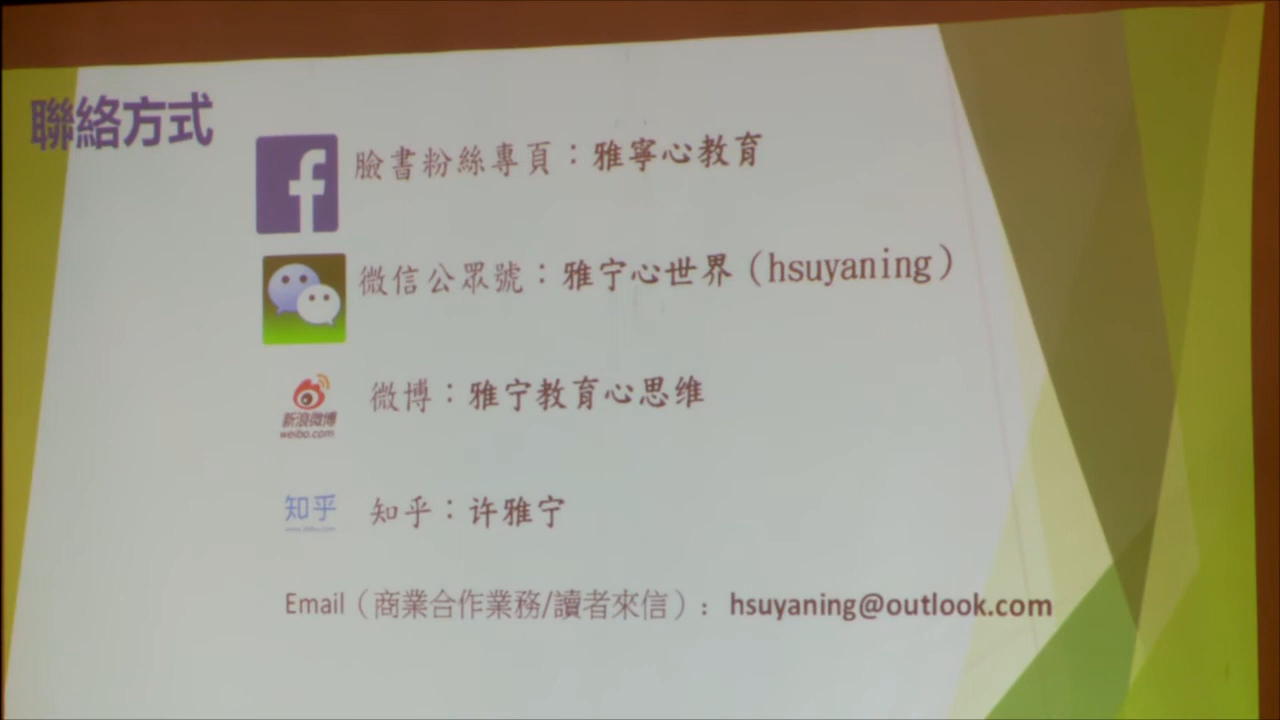 聯絡方式
臉書粉絲專頁：雅寧心教育
微信公眾號：雅宁心世界（hsuyaning）
新浪微博
weibo.com
微博：雅宁教育心思维
知乎
知乎：许雅宁
Email（商業合作業務/讀者來信）：hsuyaning@outlook.com